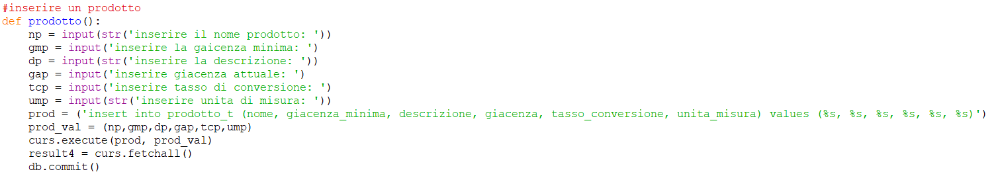 #inserire un prodotto
def prodotto():
    np = input(str('inserire il nome prodotto: '))
    gmp = input('inserire la gaicenza minima: ')
    dp = input(str('inserire la descrizione: '))
    gap = input('inserire giacenza attuale: ')
    tcp = input('inserire tasso di conversione: ')
    ump = input(str('inserire unita di misura: '))
    prod = ('insert into prodotto_t (nome, giacenza_minima, descrizione, giacenza, tasso_conversione, unita_misura) values (%s, %s, %s, %s, %s, %s)')
    prod_val = (np,gmp,dp,gap,tcp,ump)
    curs.execute(prod, prod_val)
    result4 = curs.fetchall()
    db.commit()